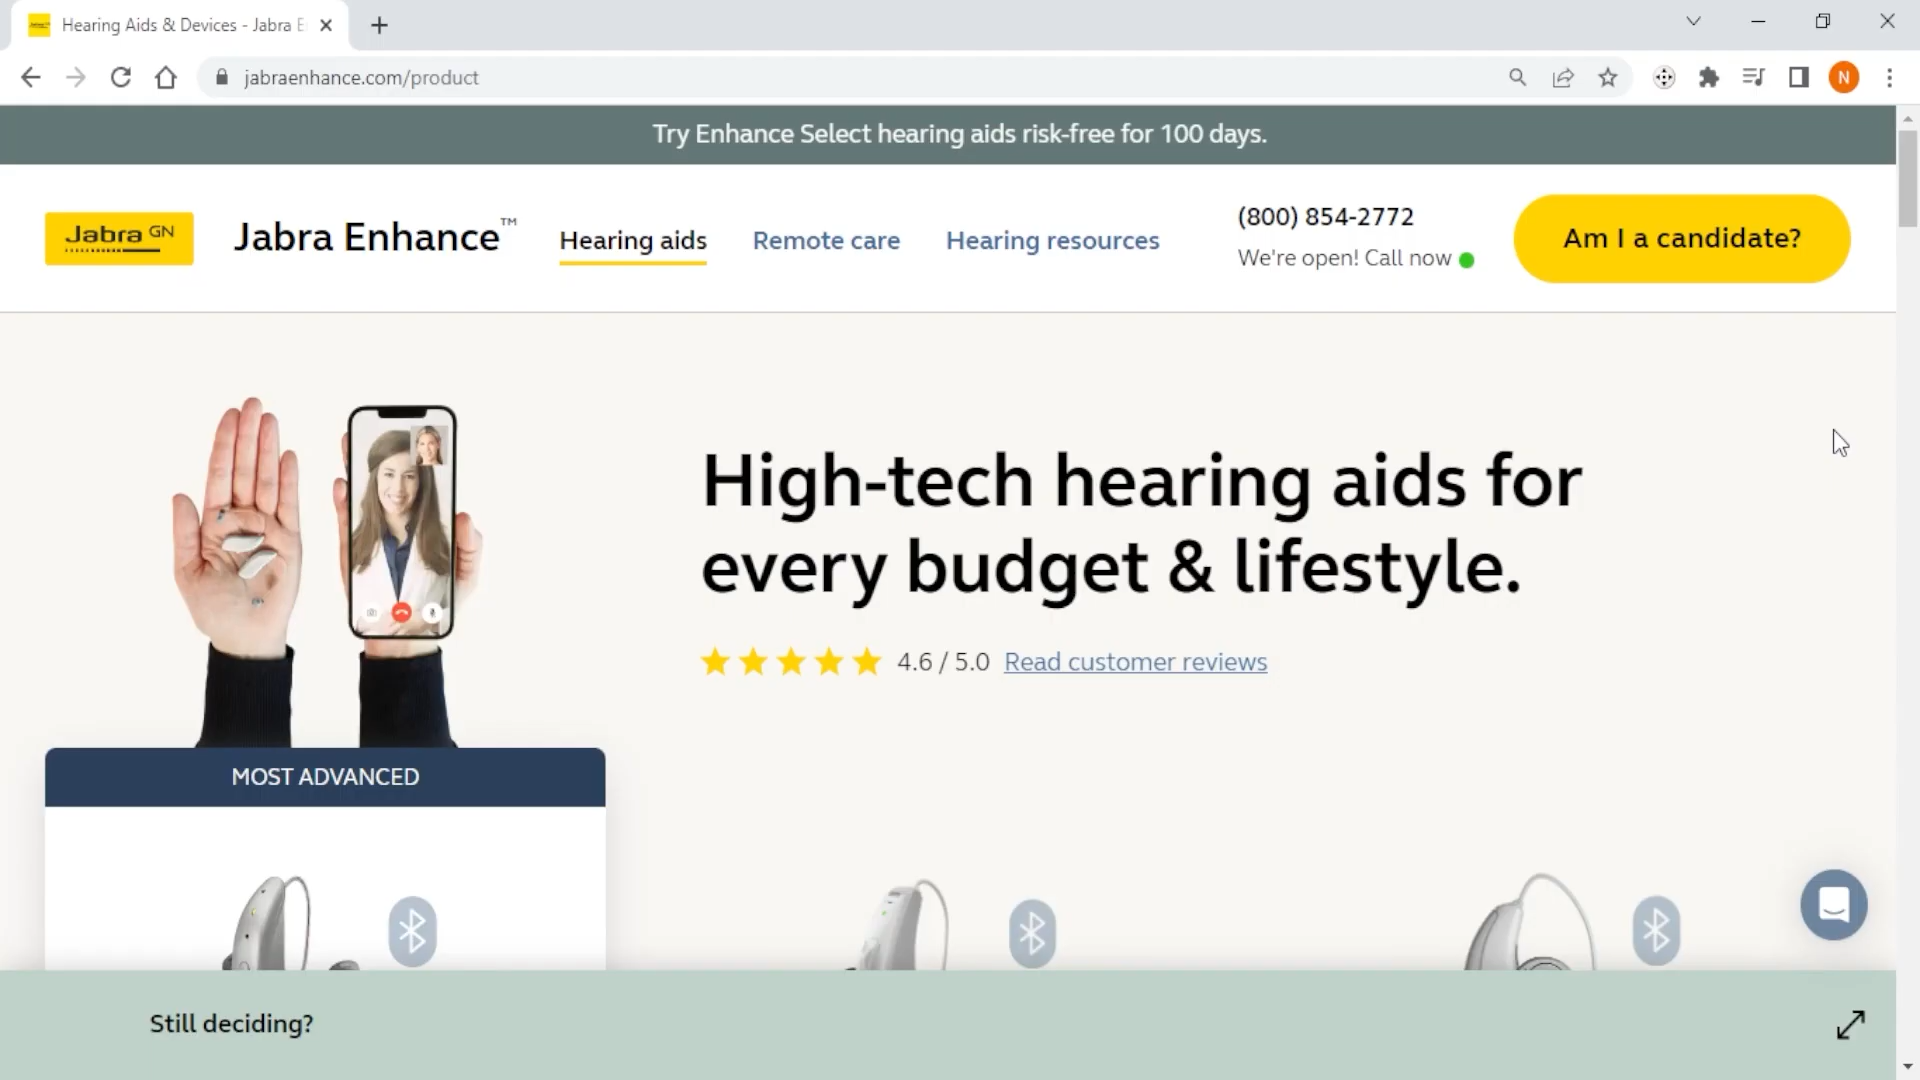 Hearing Aids & Devices - Jabra E
jabraenhance.com/product
N
Try Enhance Select hearing aids risk-free for 100 days.
Jabra GN
Jabra Enhance™
Hearing aids
Remote care
Hearing resources
(800) 854-2772
We're open! Call now
Am I a candidate?
High-tech hearing aids for
every budget & lifestyle.
4.6 / 5.0 Read customer reviews
MOST ADVANCED
Still deciding?